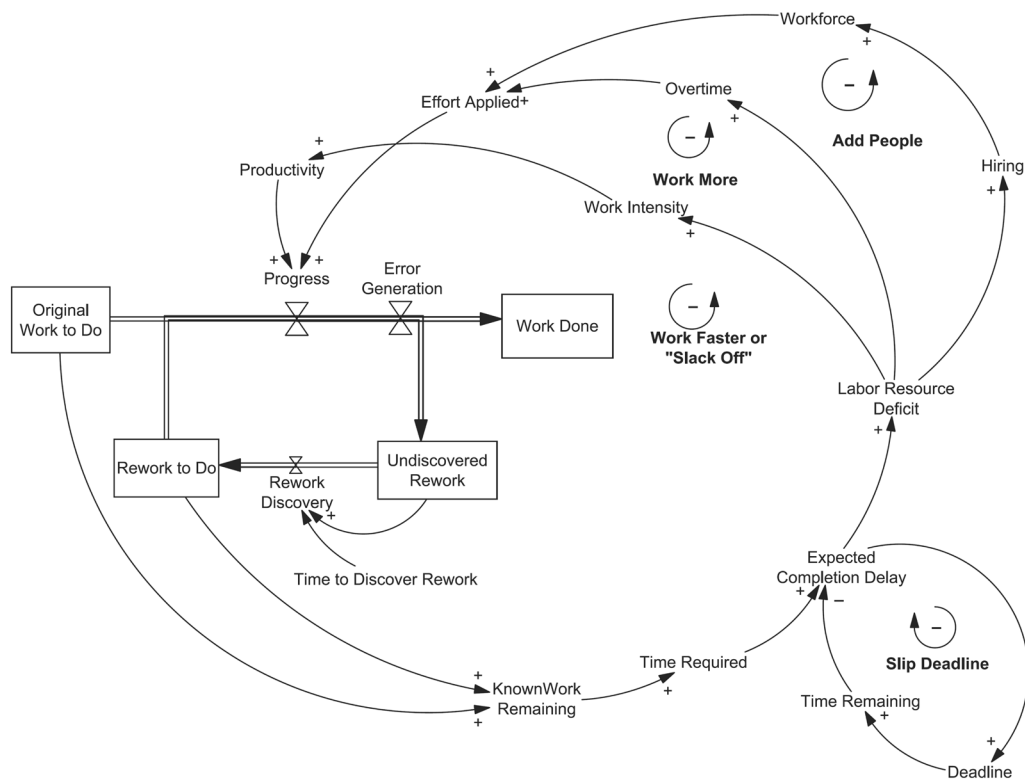 Workforce
+
+
Effort Applied+
Overtime
+
–
Add People
+
Productivity
–
Work More
Hiring
+
Work Intensity
+
+
+
Progress
Error
Generation
Original
Work to Do
Work Done
–
Work Faster or
"Slack Off"
Labor Resource
Deficit
+
Rework to Do
Undiscovered
Rework
Rework
Discovery
+
Time to Discover Rework
Expected
Completion Delay
+
–
–
Slip Deadline
Time Required
+
+
KnownWork
Remaining
+
Time Remaining
+
+
Deadline